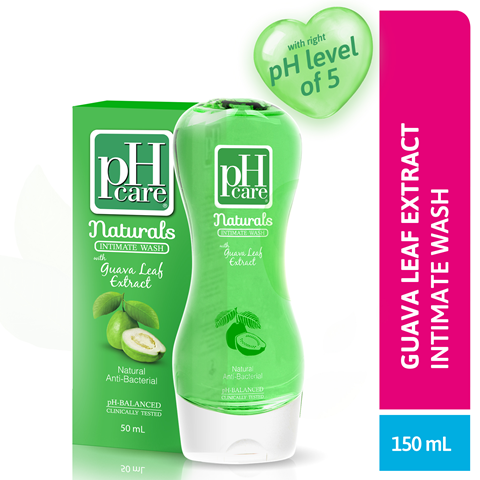 with right
pH level
of 5
pH
care®
Naturals
INTIMATE WASH
with
Guava Leaf
Extract
Natural
Anti-Bacterial
pH-BALANCED
CLINICALLY TESTED
50 mL
pH
care
Naturals
INTIMATE WASH
with
Guava Leaf
Extract
Natural
Anti-Bacterial
pH-BALANCED
CLINICALLY TESTED
GUAVA LEAF EXTRACT
INTIMATE WASH
150 mL